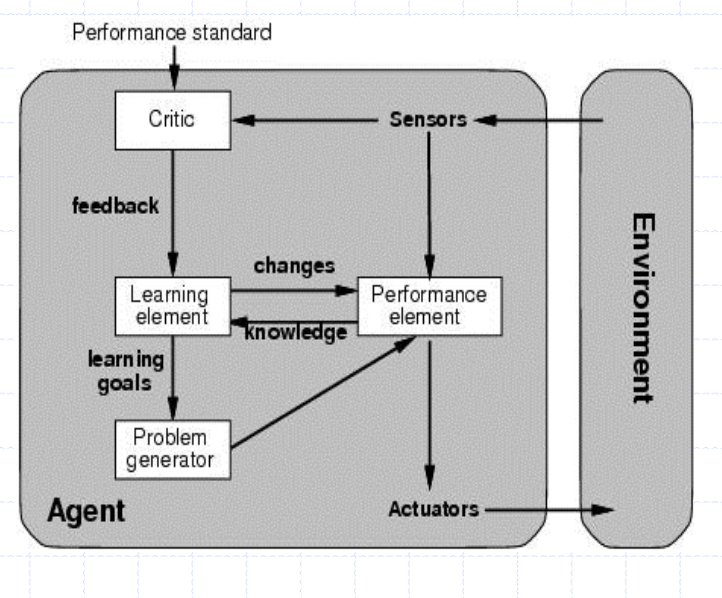 Performance standard
Critic
Sensors
feedback
changes
Learning
element
Performance
element
knowledge
learning
goals
Problem
generator
Agent
Actuators
Environment